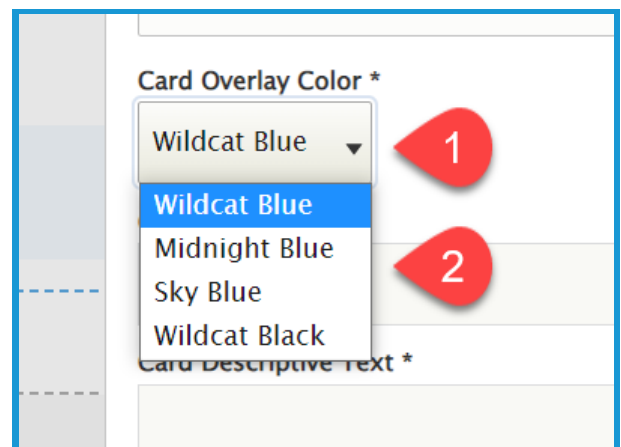 Card Overlay Color *
Wildcat Blue
1
Wildcat Blue
Midnight Blue
2
Sky Blue
Wildcat Black
Card Descriptive Text *